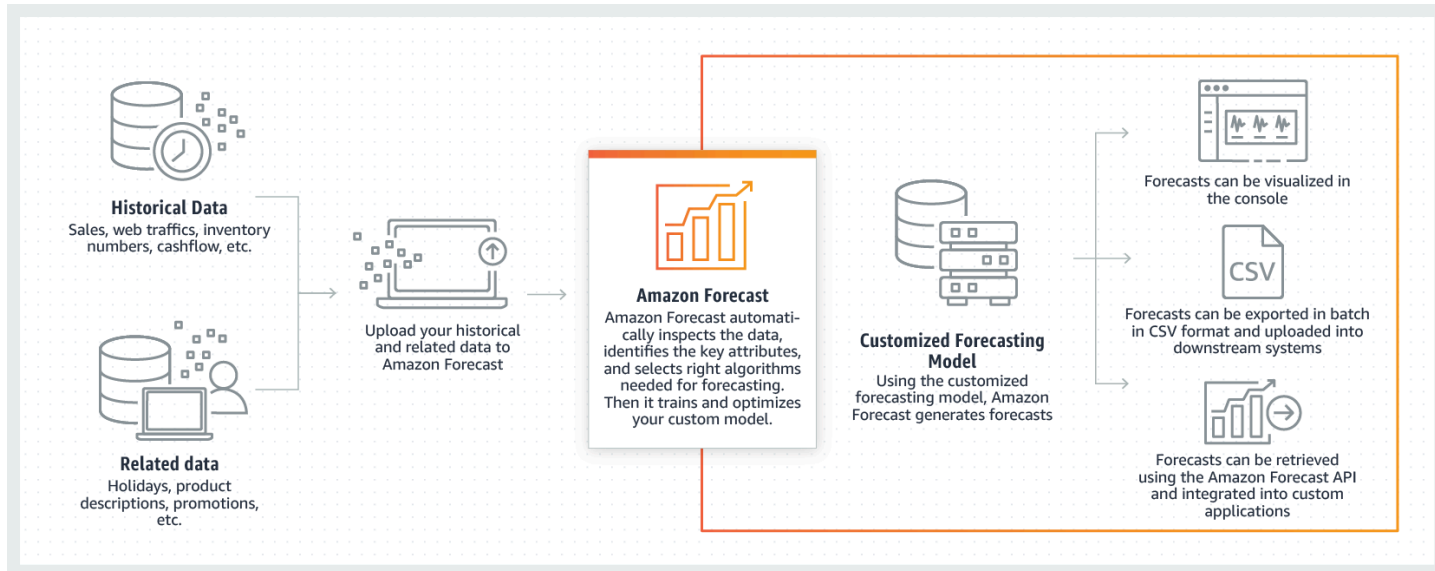 Historical Data
Sales, web traffics, inventory
numbers, cashflow, etc.
Related data
Holidays, product
descriptions, promotions,
etc.
Upload your historical
and related data to
Amazon Forecast
Amazon Forecast
Amazon Forecast automati-
cally inspects the data,
identifies the key attributes,
and selects right algorithms
needed for forecasting.
Then it trains and optimizes
your custom model.
Customized Forecasting
Model
Using the customized
forecasting model, Amazon
Forecast generates forecasts
Forecasts can be visualized in
the console
CSV
Forecasts can be exported in batch
in CSV format and uploaded into
downstream systems
Forecasts can be retrieved
using the Amazon Forecast API
and integrated into custom
applications